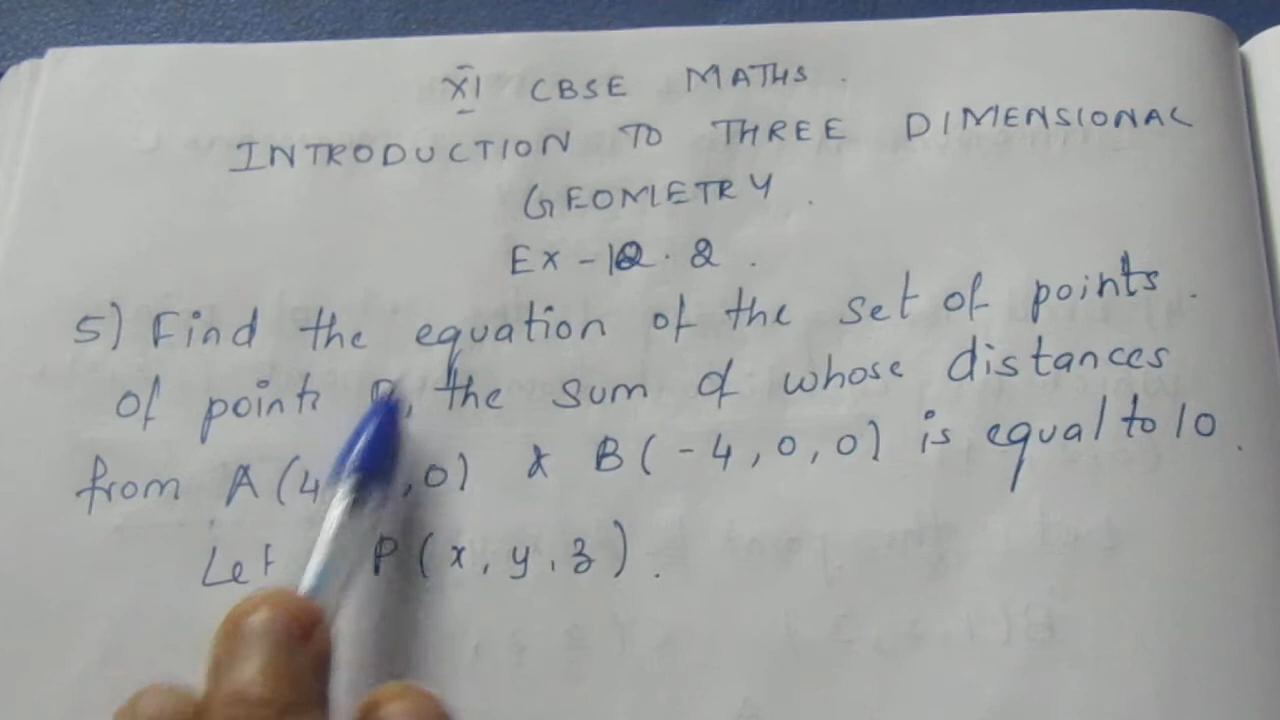 XI CBSE MATHS.
INTRODUCTION TO THREE DIMENSIONAL
GEOMETRY.
Ex-12.2.
5) Find the equation of the set of points.
of points P, the sum of whose distances
from A(4, ,0) & B(-4,0,0) is equal to 10.
Let P(x,y,z).